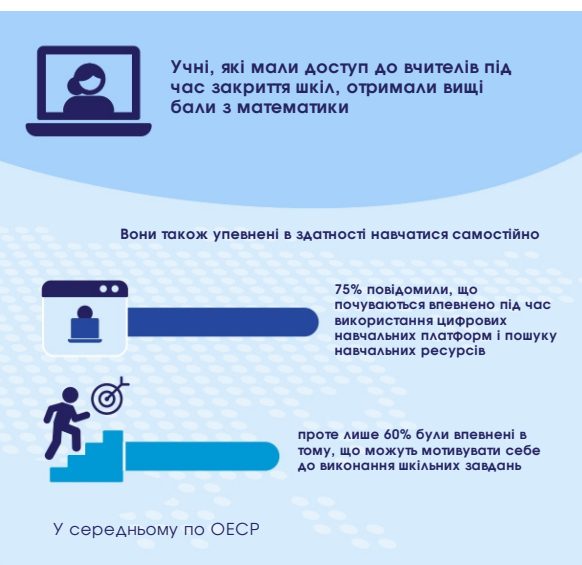 Учні, які мали доступ до вчителів під
час закриття шкіл, отримали вищі
бали з математики
Вони також упевнені в здатності навчатися самостійно
75% повідомили, що
почуваються впевнено під час
використання цифрових
навчальних платформ і пошуку
навчальних ресурсів
проте лише 60% були впевнені в
тому, що можуть мотивувати себе
до виконання шкільних завдань
У середньому по ОЕСР